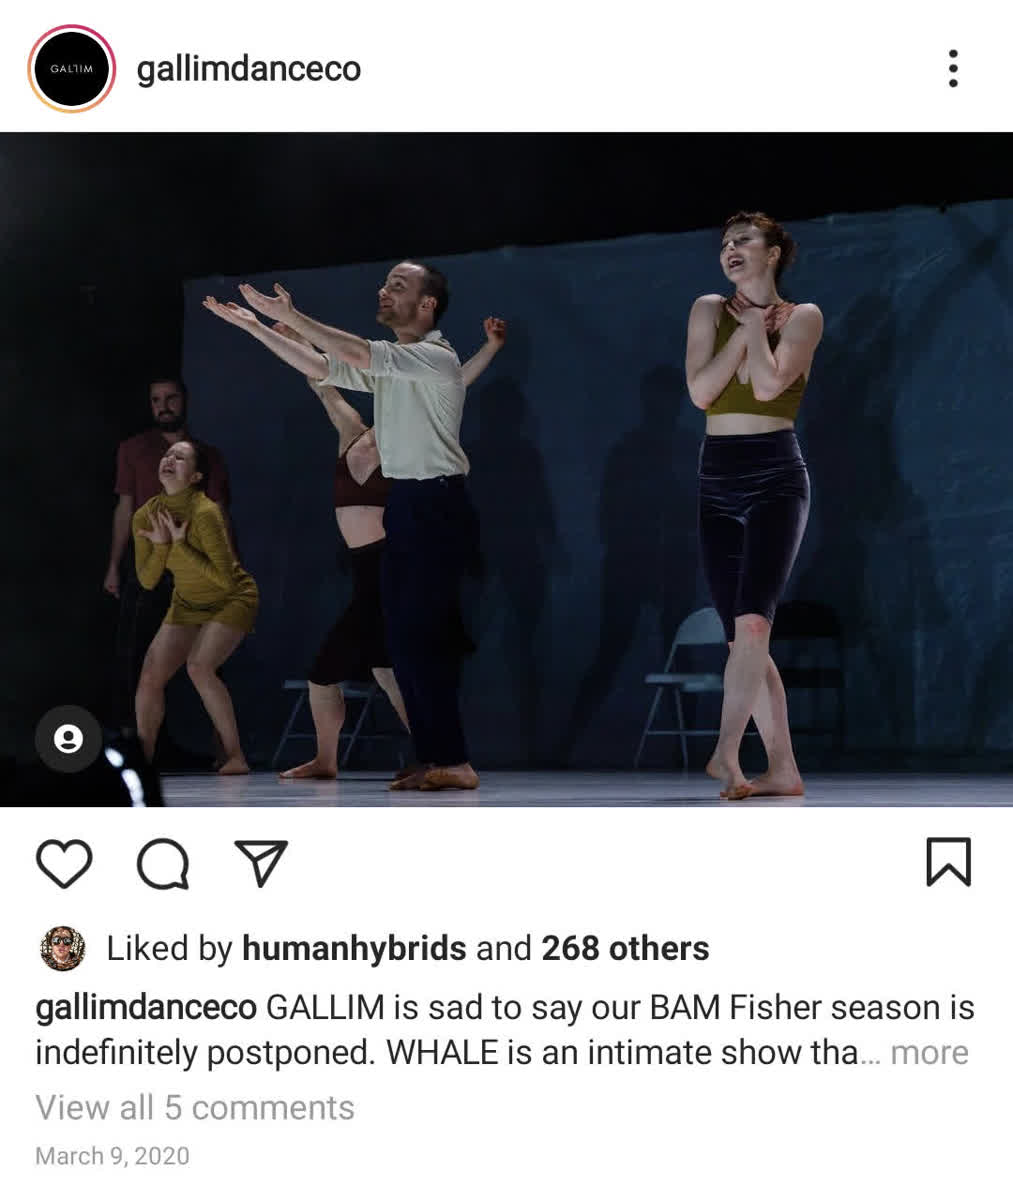 GALLIM
gallimdanceco
Liked by humanhybrids and 268 others
gallimdanceco GALLIM is sad to say our BAM Fisher season is
indefinitely postponed. WHALE is an intimate show tha... more
View all 5 comments
March 9, 2020